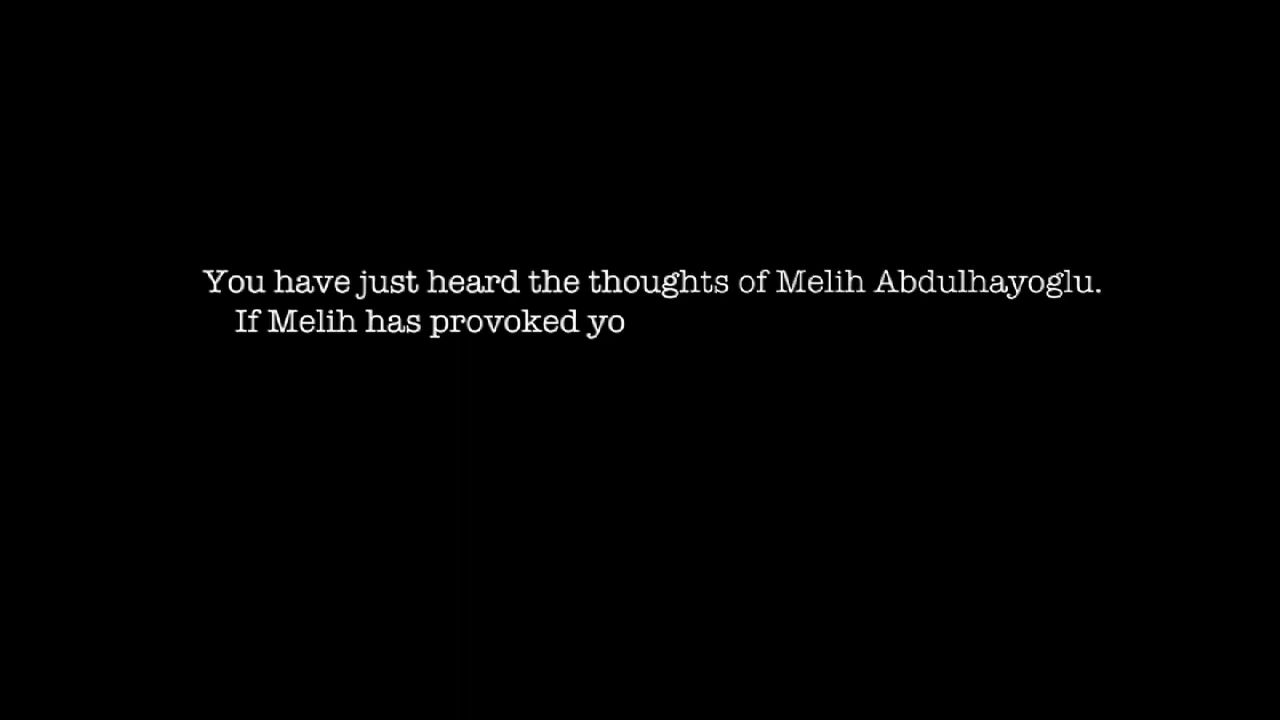 You have just heard the thoughts of Melih Abdulhayoglu.
If Melih has provoked yo